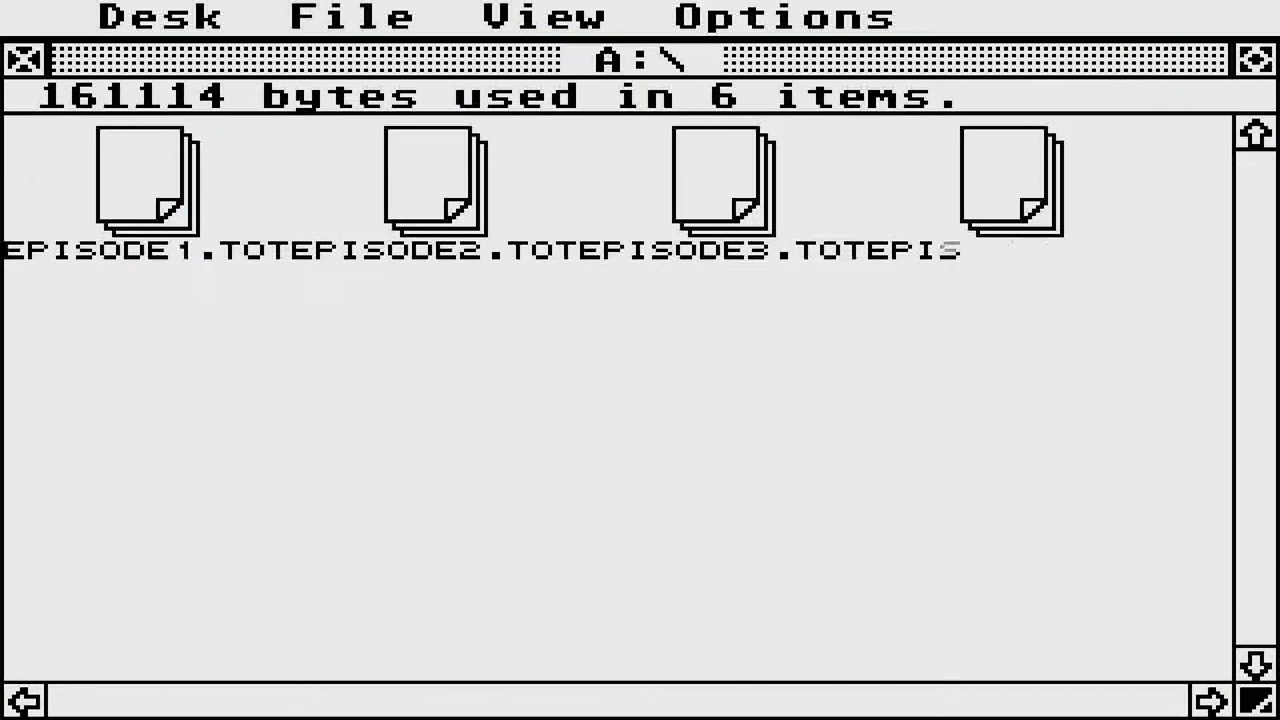 Desk File View Options
A:\
161114 bytes used in 6 items.
EPISODE1.TOTEPISODE2.TOTEPISODE3.TOTEPIS